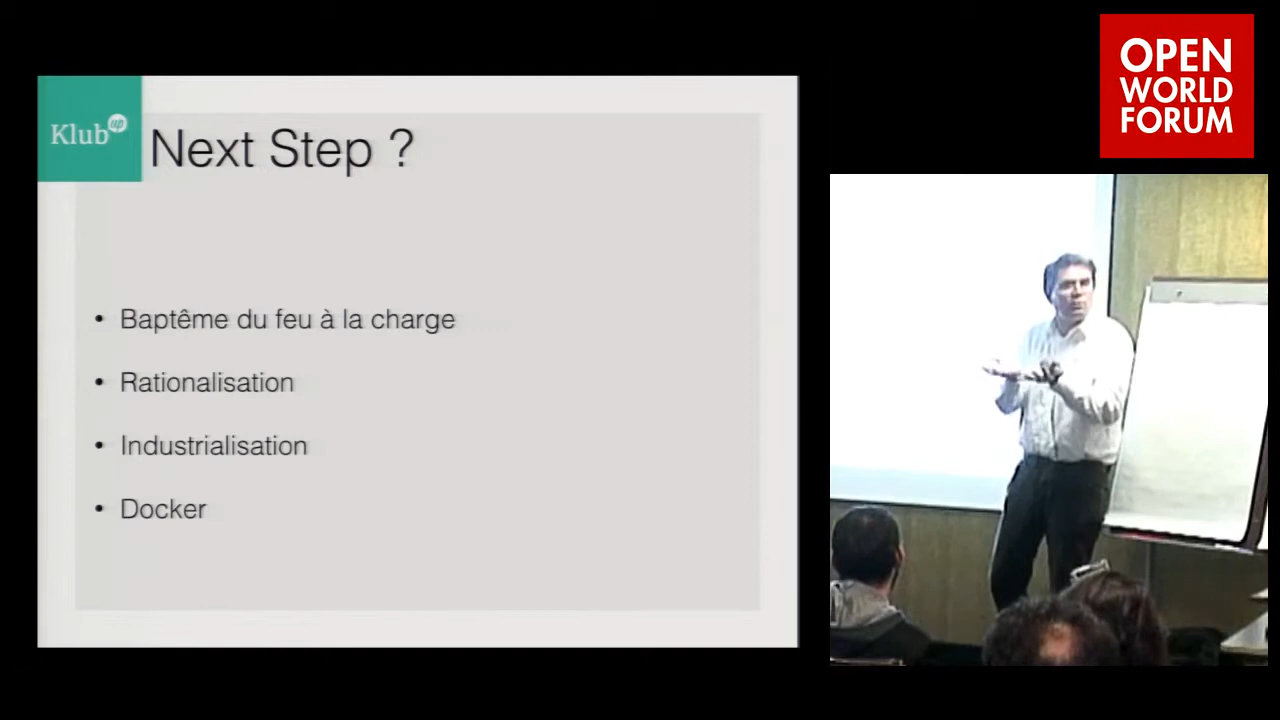 OPEN
WORLD
FORUM
Klub up
Next Step ?
• Baptême du feu à la charge
• Rationalisation
• Industrialisation
• Docker